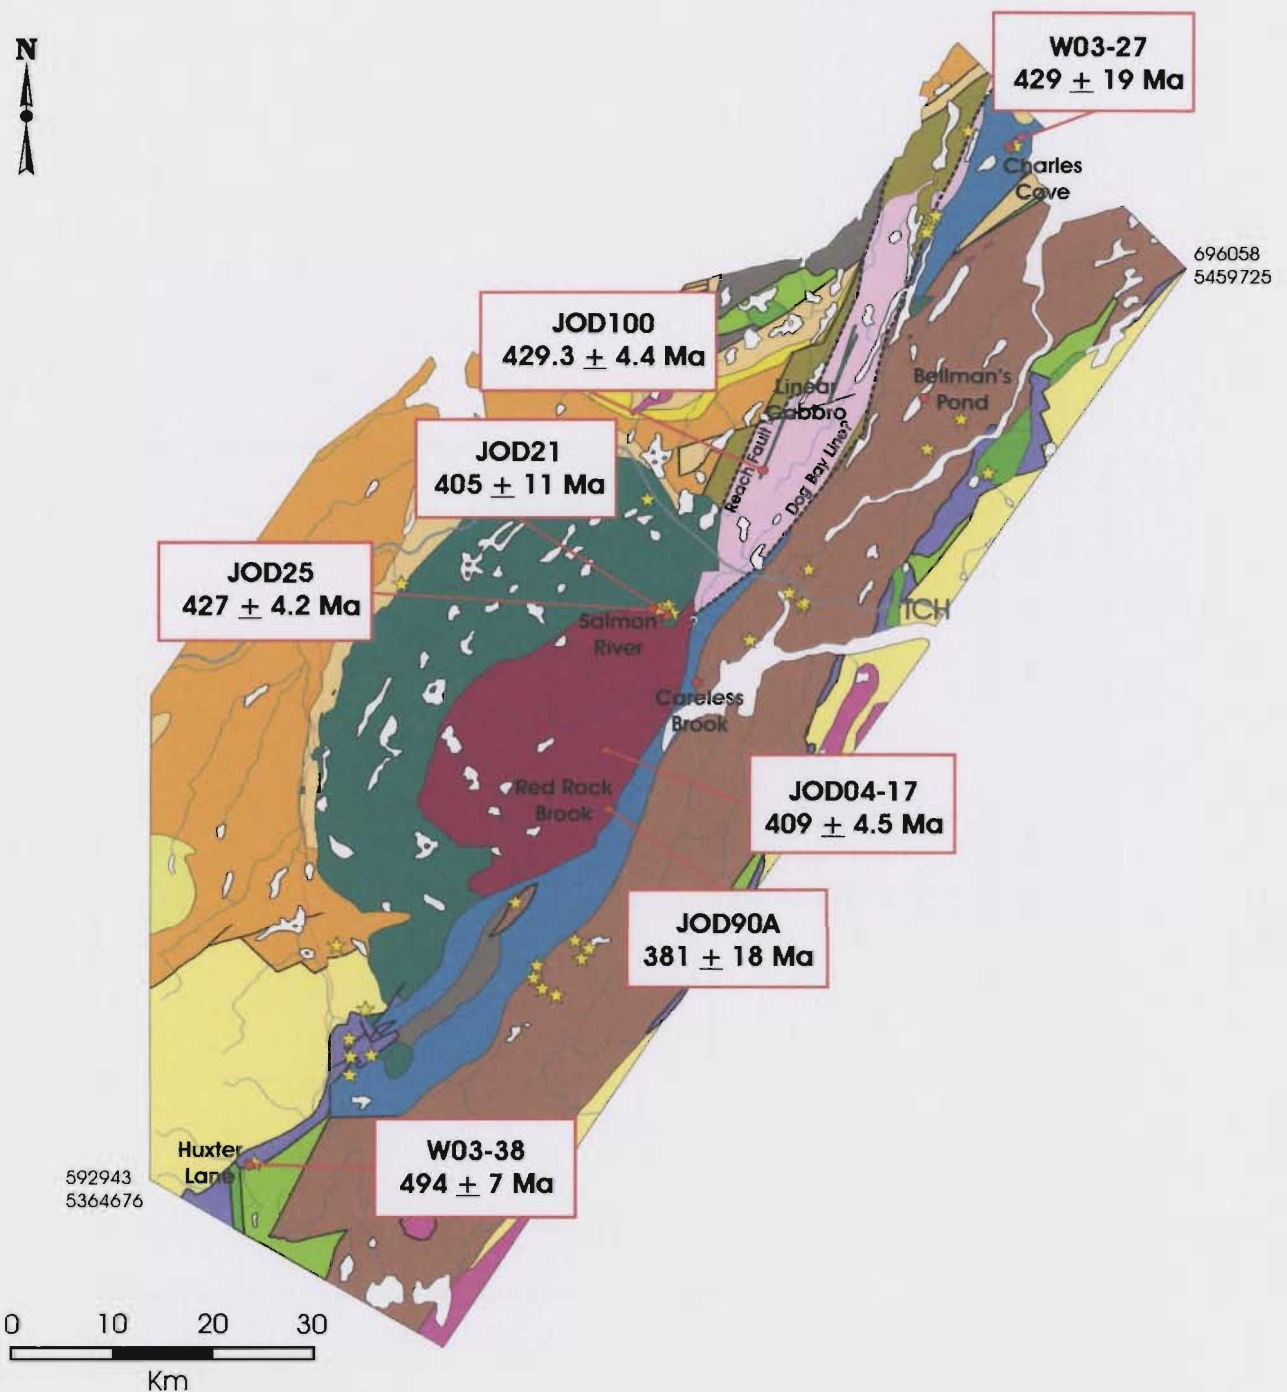 N
W03-27
429 ± 19 Ma
Charles
Cove
696058
5459725
JOD100
429.3 ± 4.4 Ma
Linear
Gabbro
Bellman's
Pond
Reach Fault
Dog Bay Line?
JOD21
405 ± 11 Ma
JOD25
427 ± 4.2 Ma
Salmon
River
TCH
Careless
Brook
Red Rock
Brook
JOD04-17
409 ± 4.5 Ma
JOD90A
381 ± 18 Ma
W03-38
494 ± 7 Ma
Huxter
Lane
592943
5364676
0 10 20 30
Km